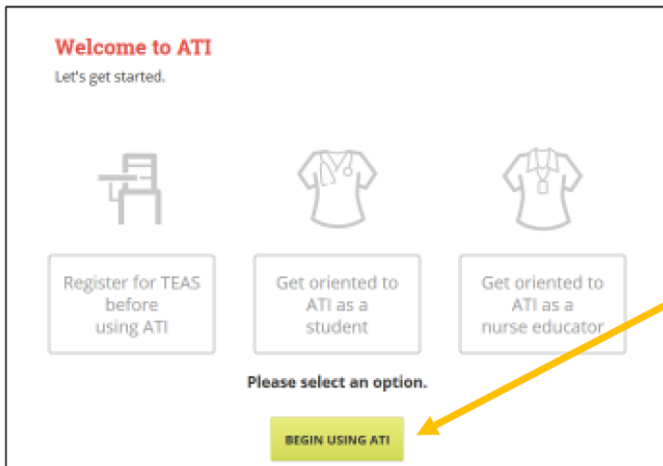 Welcome to ATI
Let's get started.
Register for TEAS
before
using ATI
Get oriented to
ATI as a
student
Get oriented to
ATI as a
nurse educator
Please select an option.
BEGIN USING ATI